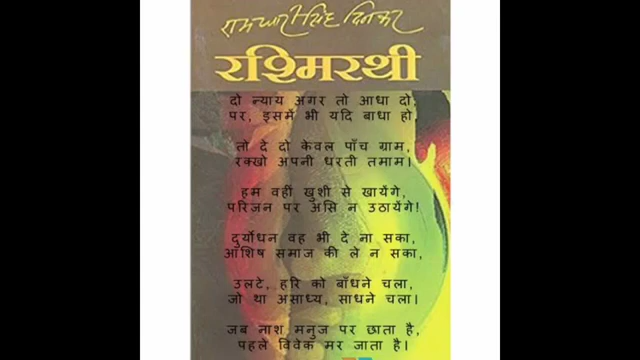 रामधारी सिंह दिनकर
रश्मिरथी
दो न्याय अगर तो आधा दो,
पर, इसमें भी यदि बाधा हो,
तो दे दो केवल पाँच ग्राम,
रक्खो अपनी धरती तमाम।
हम वहीं खुशी से खायेंगे,
परिजन पर असि न उठायेंगे!
दुर्योधन वह भी दे ना सका,
आशिष समाज की ले न सका,
उलटे, हरि को बाँधने चला,
जो था असाध्य, साधने चला।
जब नाश मनुज पर छाता है,
पहले विवेक मर जाता है।